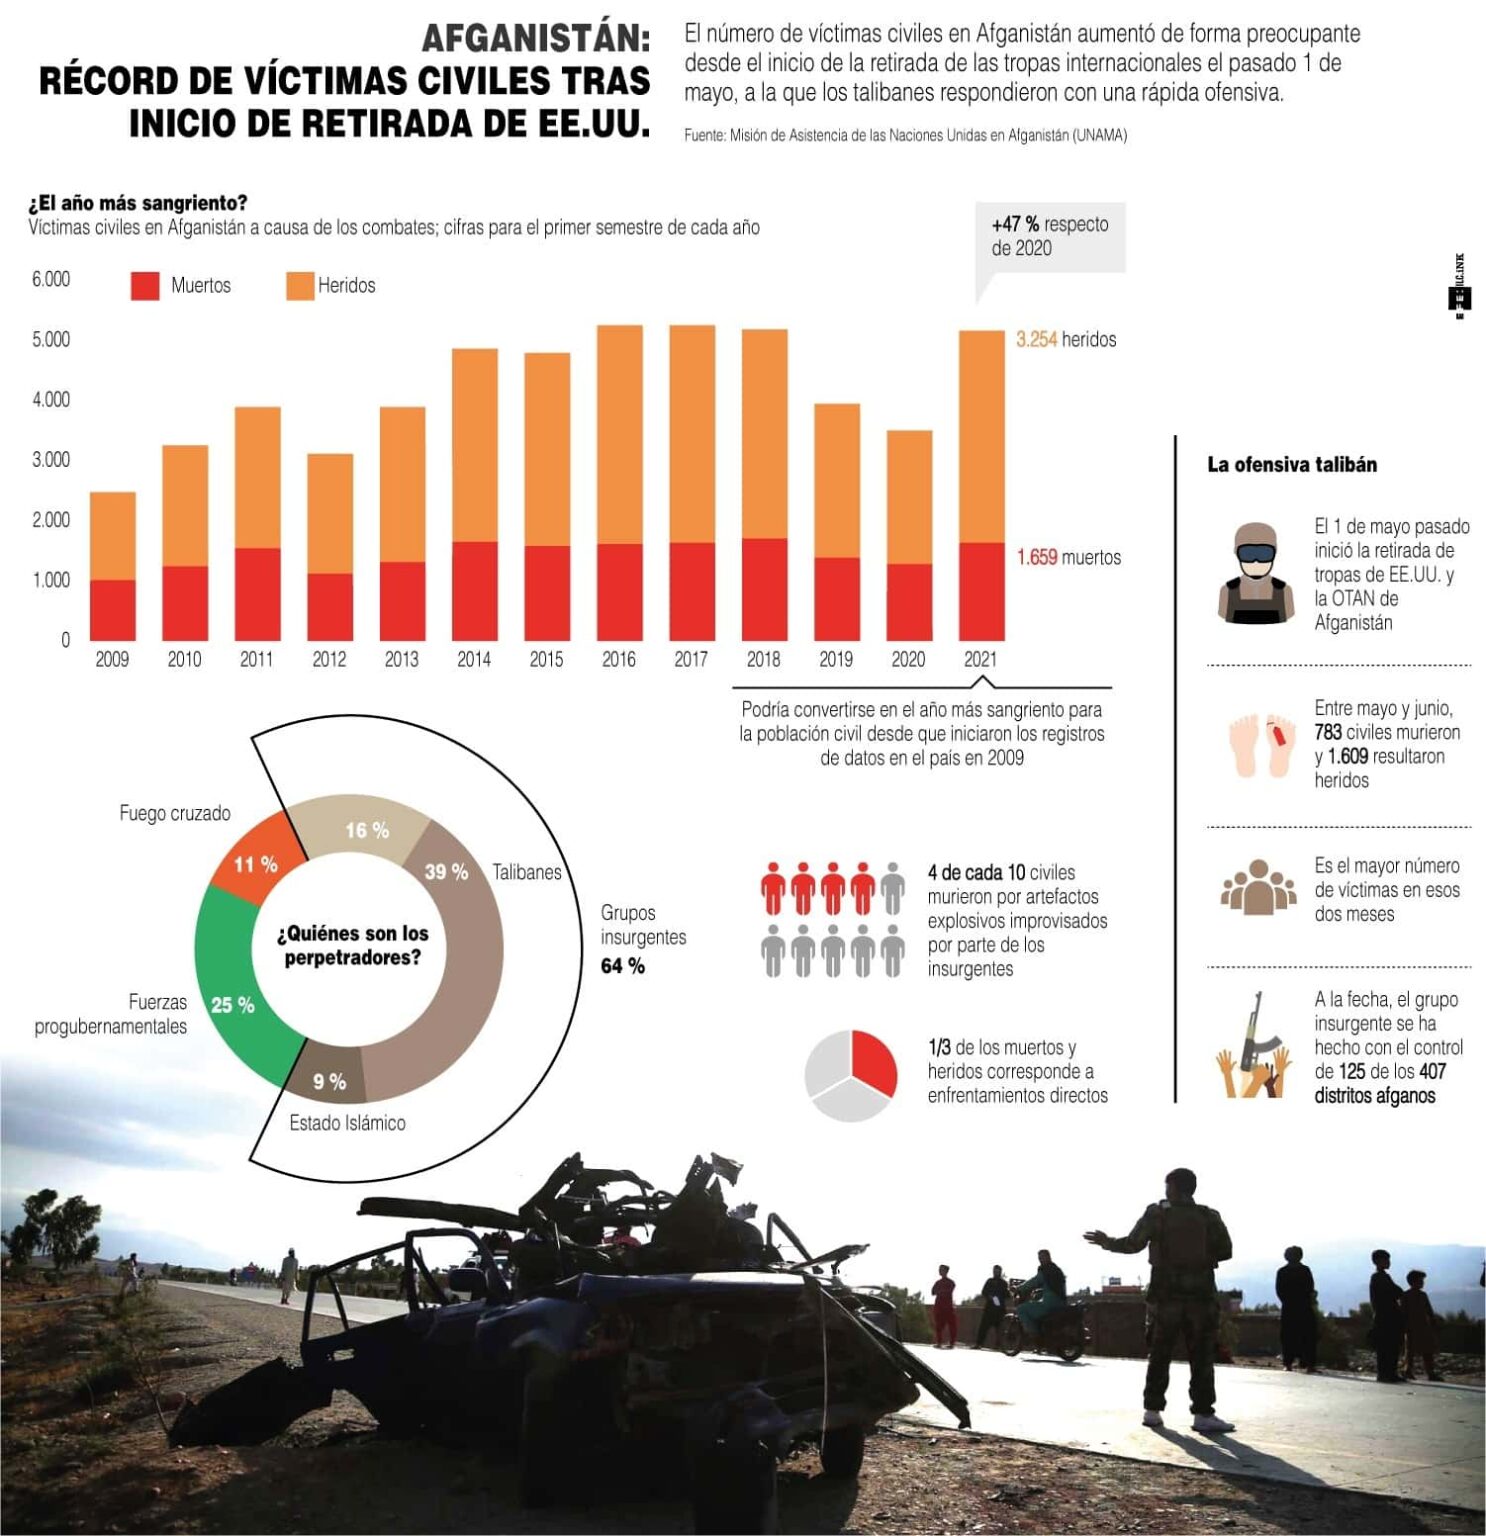 AFGANISTÁN:
RÉCORD DE VÍCTIMAS CIVILES TRAS
INICIO DE RETIRADA DE EE.UU.
El número de víctimas civiles en Afganistán aumentó de forma preocupante
desde el inicio de la retirada de las tropas internacionales el pasado 1 de
mayo, a la que los talibanes respondieron con una rápida ofensiva.
Fuente: Misión de Asistencia de las Naciones Unidas en Afganistán (UNAMA)
¿El año más sangriento?
Víctimas civiles en Afganistán a causa de los combates; cifras para el primer semestre de cada año
+47 % respecto
de 2020
6.000
Muertos
Heridos
5.000
4.000
3.000
2.000
1.000
0
3.254 heridos
1.659 muertos
2009
2010
2011
2012
2013
2014
2015
2016
2017
2018
2019
2020
2021
Podría convertirse en el año más sangriento para
la población civil desde que iniciaron los registros
de datos en el país en 2009
Fuego cruzado
11 %
16 %
39 %
Talibanes
Grupos
insurgentes
64 %
¿Quiénes son los
perpetradores?
Fuerzas
progubernamentales
25 %
9 %
Estado Islámico
4 de cada 10 civiles
murieron por artefactos
explosivos improvisados
por parte de los
insurgentes
1/3 de los muertos y
heridos corresponde a
enfrentamientos directos
La ofensiva talibán
El 1 de mayo pasado
inició la retirada de
tropas de EE.UU. y
la OTAN de
Afganistán
Entre mayo y junio,
783 civiles murieron
y 1.609 resultaron
heridos
Es el mayor número
de víctimas en esos
dos meses
A la fecha, el grupo
insurgente se ha
hecho con el control
de 125 de los 407
distritos afganos